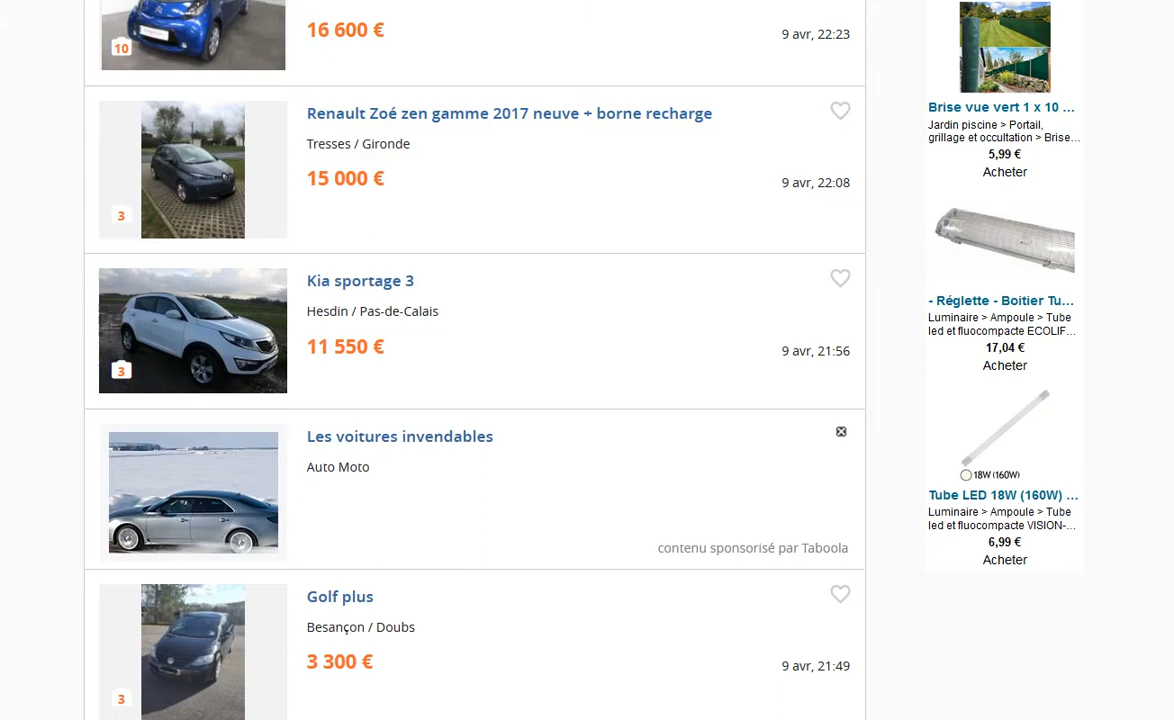 16 600 €
10
9 avr, 22:23
Renault Zoé zen gamme 2017 neuve + borne recharge
Tresses / Gironde
15 000 €
9 avr, 22:08
3
Kia sportage 3
Hesdin / Pas-de-Calais
11 550 €
9 avr, 21:56
3
Les voitures invendables
Auto Moto
contenu sponsorisé par Taboola
Golf plus
Besançon / Doubs
3 300 €
9 avr, 21:49
3
Brise vue vert 1 x 10 ...
Jardin piscine > Portail,
grillage et occultation > Brise...
5,99 €
Acheter
- Réglette - Boitier Tu...
Luminaire > Ampoule > Tube
led et fluocompacte ECOLIF...
17,04 €
Acheter
18W (160W)
Tube LED 18W (160W) ...
Luminaire > Ampoule > Tube
led et fluocompacte VISION-...
6,99 €
Acheter